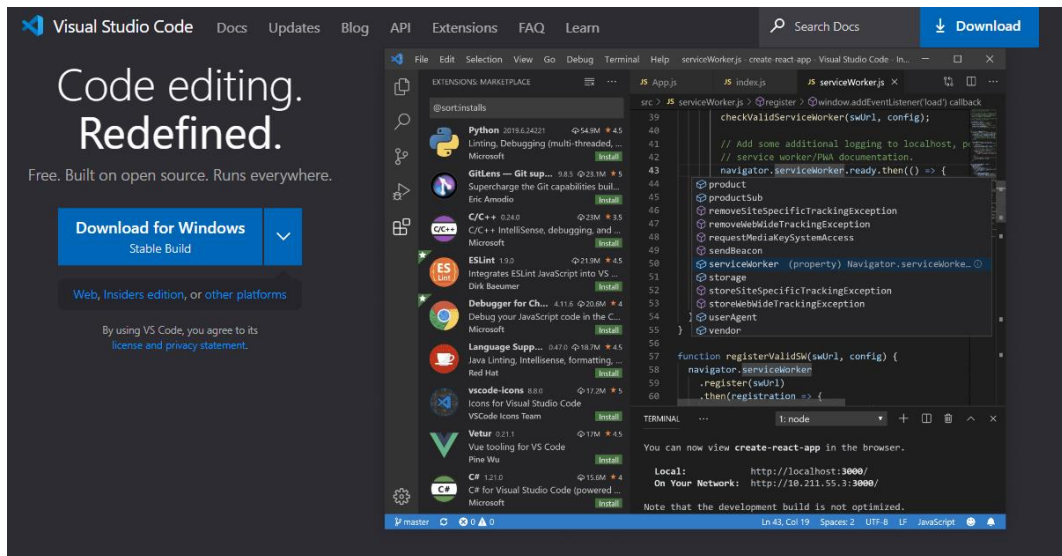 Visual Studio Code Docs Updates Blog API Extensions FAQ Learn Search Docs Download
Code editing.
Redefined.
Free. Built on open source. Runs everywhere.
Download for Windows
Stable Build
Web, Insiders edition, or other platforms
By using VS Code, you agree to its
license and privacy statement.
File Edit Selection View Go Debug Terminal Help serviceWorker.js - create-react-app - Visual Studio Code - In...
EXTENSIONS: MARKETPLACE ...
@sort:installs
Python 2019.6.24221 54.9M ★ 4.5
Linting, Debugging (multi-threaded, ...
Microsoft Install
GitLens — Git sup... 9.8.5 23.1M ★ 5
Supercharge the Git capabilities buil...
Eric Amodio Install
C/C++ 0.24.0 23M ★ 3.5
C/C++ IntelliSense, debugging, and ...
Microsoft Install
ESLint 1.9.0 21.9M ★ 4.5
Integrates ESLint JavaScript into VS ...
Dirk Baeumer Install
Debugger for Ch... 4.11.6 20.6M ★ 4
Debug your JavaScript code in the C...
Microsoft Install
Language Supp... 0.47.0 18.7M ★ 4.5
Java Linting, Intellisense, formatting, ...
Red Hat Install
vscode-icons 8.8.0 17.2M ★ 5
Icons for Visual Studio Code
VSCode Icons Team Install
Vetur 0.21.1 17M ★ 4.5
Vue tooling for VS Code
Pine Wu Install
C# 1.21.0 15.6M ★ 4
C# for Visual Studio Code (powered ...
Microsoft Install
JS App.js JS index.js JS serviceWorker.js ...
src > JS serviceWorker.js > register > window.addEventListener('load') callback
39 checkValidServiceWorker(swUrl, config);
40
41 // Add some additional logging to localhost, p
42 // service worker/PWA documentation.
43 navigator.serviceWorker.ready.then(() => {
44 product
45 productSub
46 removeSiteSpecificTrackingException
47 removeWebWideTrackingException
48 requestMediaKeySystemAccess
49 sendBeacon
50 serviceWorker (property) Navigator.serviceWorke...
51 storage
52 storeSiteSpecificTrackingException
53 storeWebWideTrackingException
54 } userAgent
55 } vendor
56
57 function registerValidSW(swUrl, config) {
58 navigator.serviceWorker
59 .register(swUrl)
60 .then(registration => {
TERMINAL ... 1: node
You can now view create-react-app in the browser.
Local: http://localhost:3000/
On Your Network: http://10.211.55.3:3000/
Note that the development build is not optimized.
master 0 0 Ln 43, Col 19 Spaces: 2 UTF-8 LF JavaScript